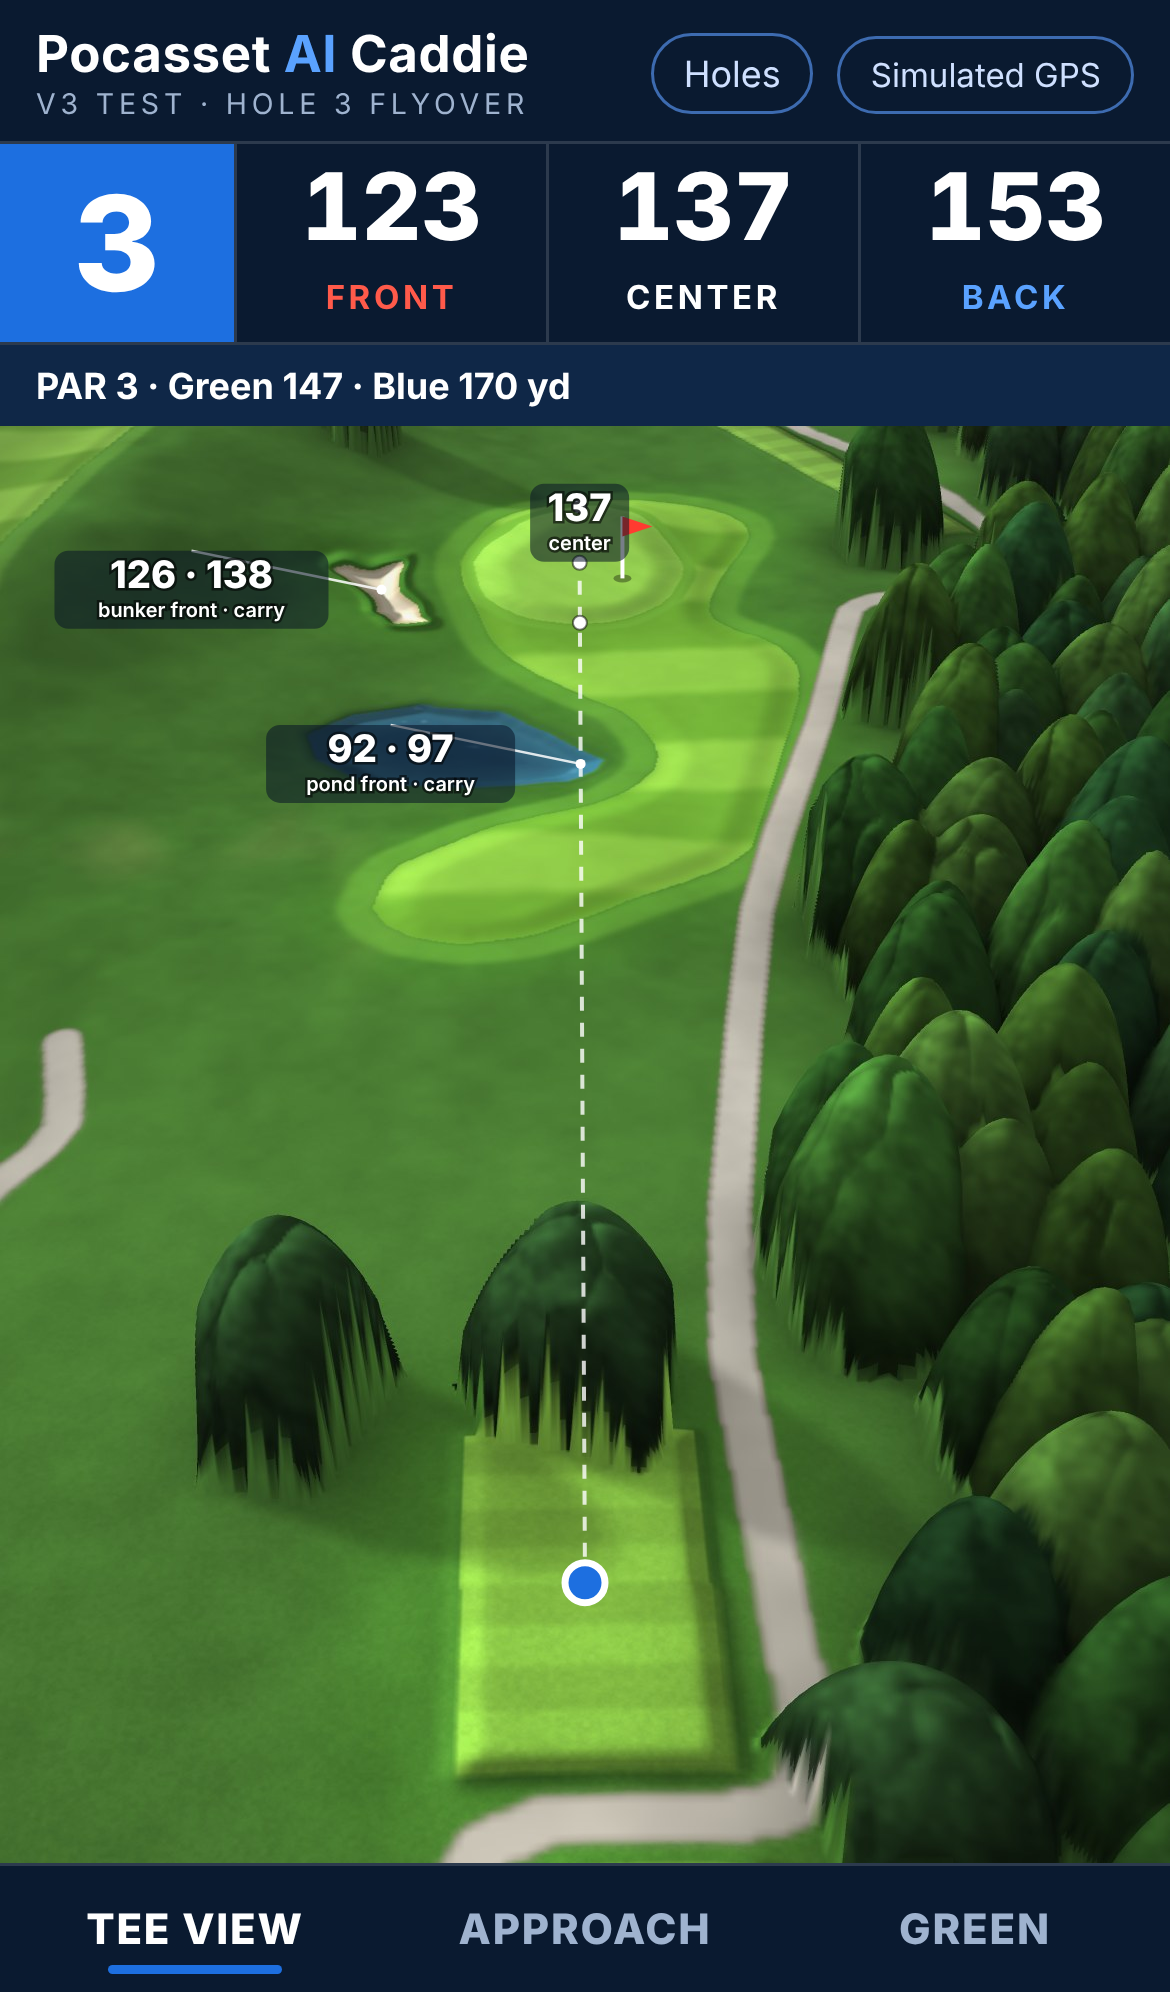 Pocasset AI Caddie
V3 TEST · HOLE 3 FLYOVER
Holes
Simulated GPS
3
123
FRONT
137
CENTER
153
BACK
PAR 3 · Green 147 · Blue 170 yd
137
center
126 · 138
bunker front · carry
92 · 97
pond front · carry
TEE VIEW
APPROACH
GREEN